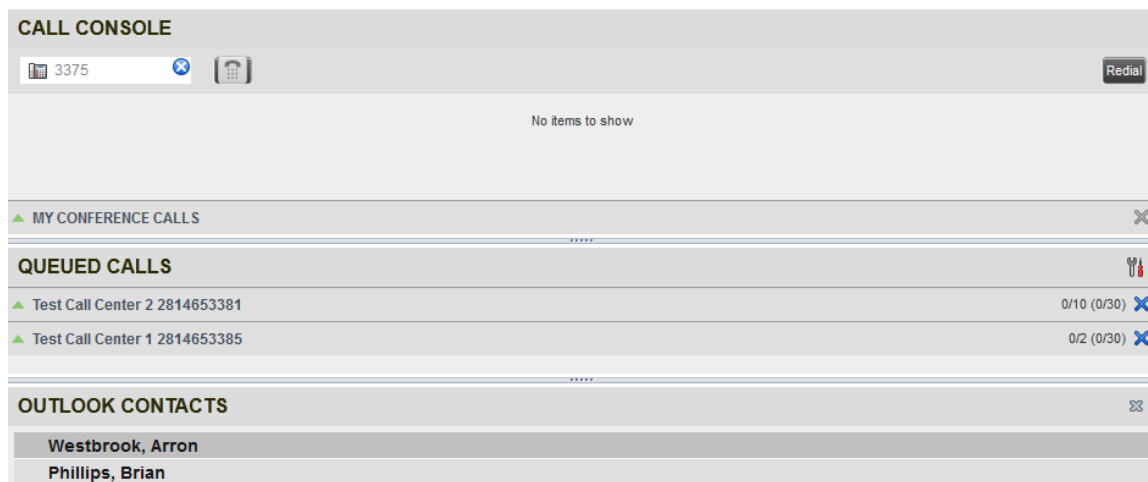 CALL CONSOLE
3375
Redial
No items to show
MY CONFERENCE CALLS
QUEUED CALLS
Test Call Center 2 2814653381 0/10 (0/30)
Test Call Center 1 2814653385 0/2 (0/30)
OUTLOOK CONTACTS
Westbrook, Arron
Phillips, Brian